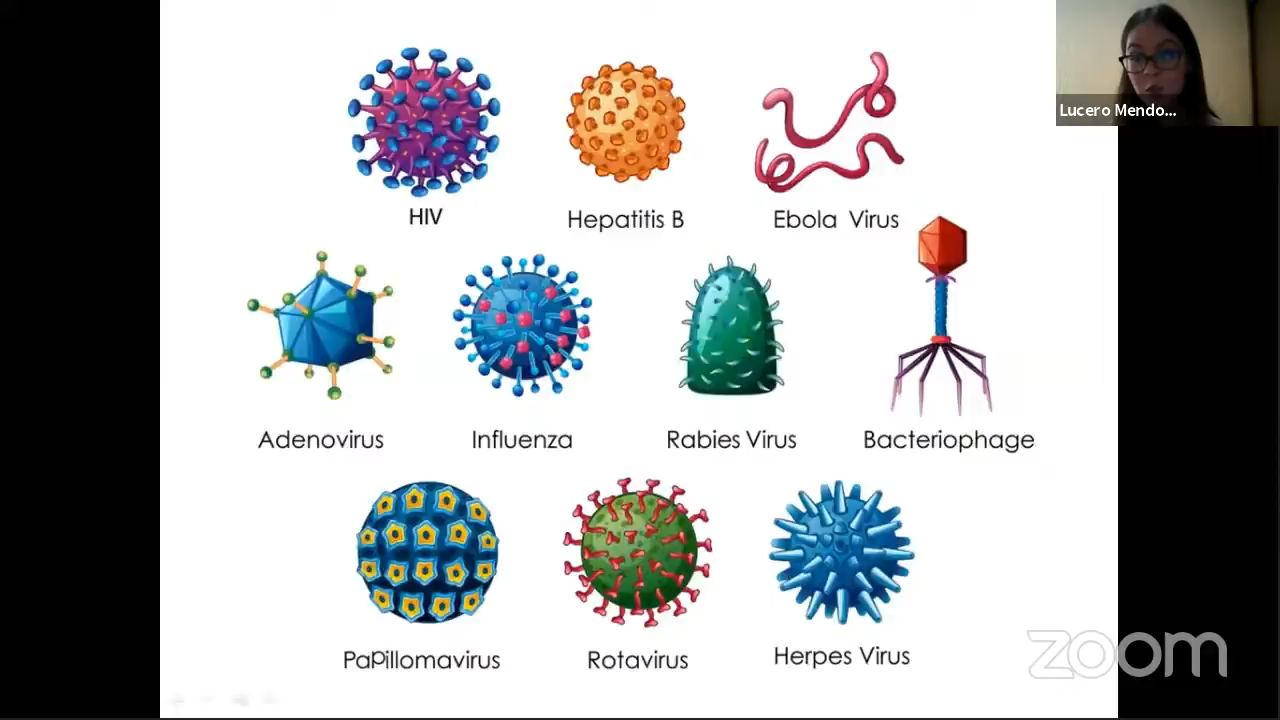 Lucero Mendo...
HIV
Hepatitis B
Ebola Virus
Adenovirus
Influenza
Rabies Virus
Bacteriophage
Papillomavirus
Rotavirus
Herpes Virus
zoom